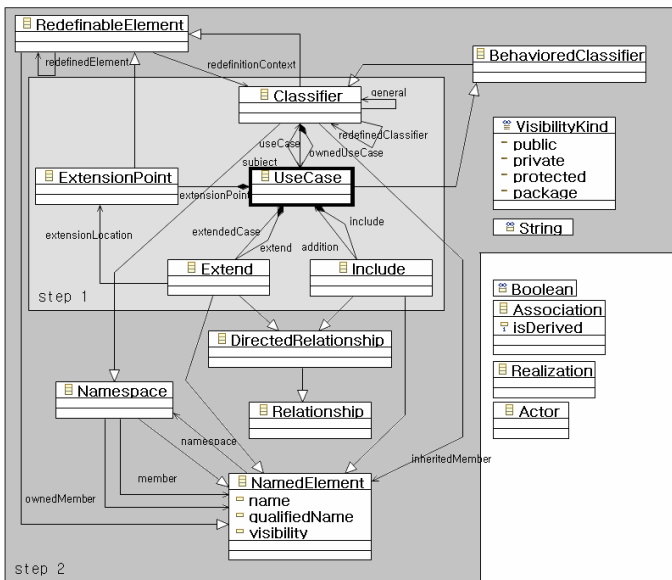 RedefinableElement
redefinedElement
redefinitionContext
BehavioredClassifier
Classifier
general
redefinedClassifier
useCase
ownedUseCase
subject
VisibilityKind
public
private
protected
package
String
ExtensionPoint
extensionPoint
UseCase
extensionLocation
extendedCase
extend
include
addition
Extend
Include
step 1
Boolean
Association
isDerived
Realization
Actor
DirectedRelationship
Relationship
Namespace
namespace
member
ownedMember
inheritedMember
NamedElement
name
qualifiedName
visibility
step 2